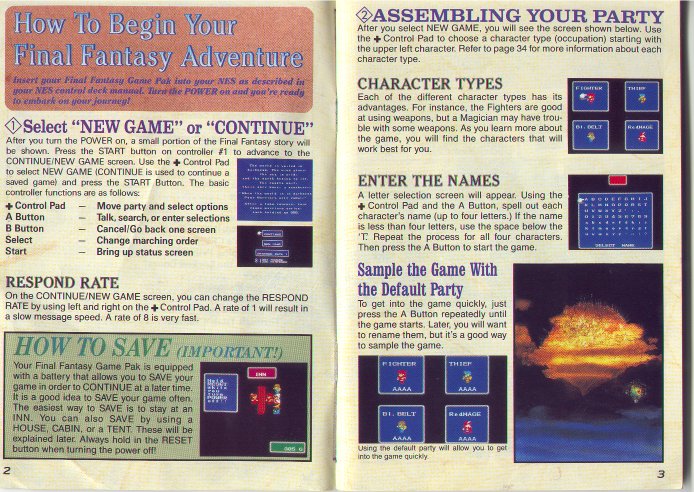 How To Begin Your
Final Fantasy Adventure
Insert your Final Fantasy Game Pak into your NES as described in
your NES control deck manual. Turn the POWER on and you're ready
to embark on your journey!
1 Select "NEW GAME" or "CONTINUE"
After you turn the POWER on, a small portion of the Final Fantasy story will
be shown. Press the START button on controller #1 to advance to the
CONTINUE/NEW GAME screen. Use the ✚ Control Pad
to select NEW GAME (CONTINUE is used to continue a
saved game) and press the START Button. The basic
controller functions are as follows:
✚ Control Pad – Move party and select options
A Button – Talk, search, or enter selections
B Button – Cancel/Go back one screen
Select – Change marching order
Start – Bring up status screen
CONTINUE
NEW GAME
RESPOND RATE
RESPOND RATE
On the CONTINUE/NEW GAME screen, you can change the RESPOND
RATE by using left and right on the ✚ Control Pad. A rate of 1 will result in
a slow message speed. A rate of 8 is very fast.
HOW TO SAVE (IMPORTANT!)
Your Final Fantasy Game Pak is equipped
with a battery that allows you to SAVE your
game in order to CONTINUE at a later time.
It is a good idea to SAVE your game often.
The easiest way to SAVE is to stay at an
INN. You can also SAVE by using a
HOUSE, CABIN, or a TENT. These will be
explained later. Always hold in the RESET
button when turning the power off!
INN
Hold
RESET
while
you
turn
POWER
off!
2
2 ASSEMBLING YOUR PARTY
After you select NEW GAME, you will see the screen shown below. Use
the ✚ Control Pad to choose a character type (occupation) starting with
the upper left character. Refer to page 34 for more information about each
character type.
CHARACTER TYPES
Each of the different character types has its
advantages. For instance, the Fighters are good
at using weapons, but a Magician may have trou-
ble with some weapons. As you learn more about
the game, you will find the characters that will
work best for you.
FIGHTER THIEF
Bl. BELT RedMAGE
ENTER THE NAMES
A letter selection screen will appear. Using the
✚ Control Pad and the A Button, spell out each
character's name (up to four letters.) If the name
is less than four letters, use the space below the
'T.' Repeat the process for all four characters.
Then press the A Button to start the game.
SELECT NAME
Sample the Game With
the Default Party
To get into the game quickly, just
press the A Button repeatedly until
the game starts. Later, you will want
to rename them, but it's a good way
to sample the game.
FIGHTER THIEF
AAAA AAAA
Bl. BELT RedMAGE
AAAA AAAA
Using the default party will allow you to get
into the game quickly.
3